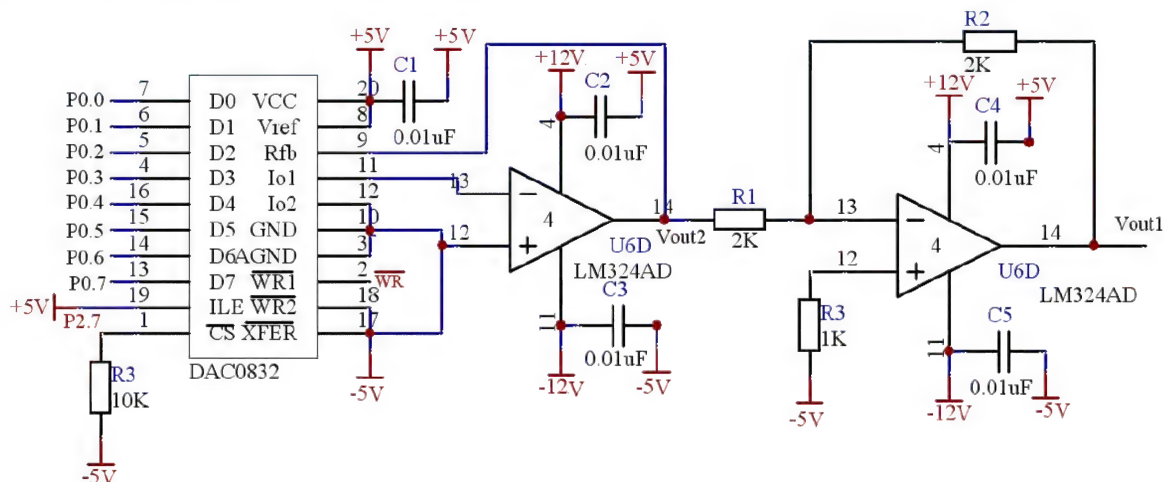 +5V +5V
C1
0.01uF
P0.0 7 D0 VCC 20
P0.1 6 D1 Vref 8
P0.2 5 D2 Rfb 9
P0.3 4 D3 Io1 11
P0.4 16 D4 Io2 12
P0.5 15 D5 GND 10
P0.6 14 D6 AGND 3
P0.7 13 D7 WR1 2 WR
+5V 19 ILE WR2 18
P2.7 1 CS XFER 17
DAC0832
R3
10K
-5V
-5V
+12V +5V
C2
4
0.01uF
13
4
12
14
Vout2
U6D
LM324AD
C3
11
0.01uF
-12V -5V
R1
2K
R2
2K
+12V +5V
C4
4
0.01uF
13
4
12
14
Vout1
U6D
LM324AD
R3
1K
-5V
C5
11
0.01uF
-12V -5V